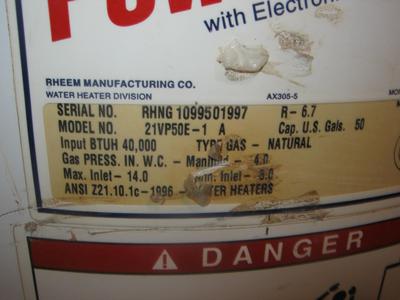 with Electron
RHEEM MANUFACTURING CO.
WATER HEATER DIVISION AX305-5
SERIAL NO. RHNG 1099501997 R- 6.7
MODEL NO. 21VP50E-1 A Cap. U.S. Gals. 50
Input BTUH 40,000 TYPE GAS - NATURAL
Gas PRESS. IN. W.C.- Manifold - 4.0
Max. Inlet- 14.0 Min. Inlet -
ANSI Z21.10.1c-1996 - WATER HEATERS
DANGER